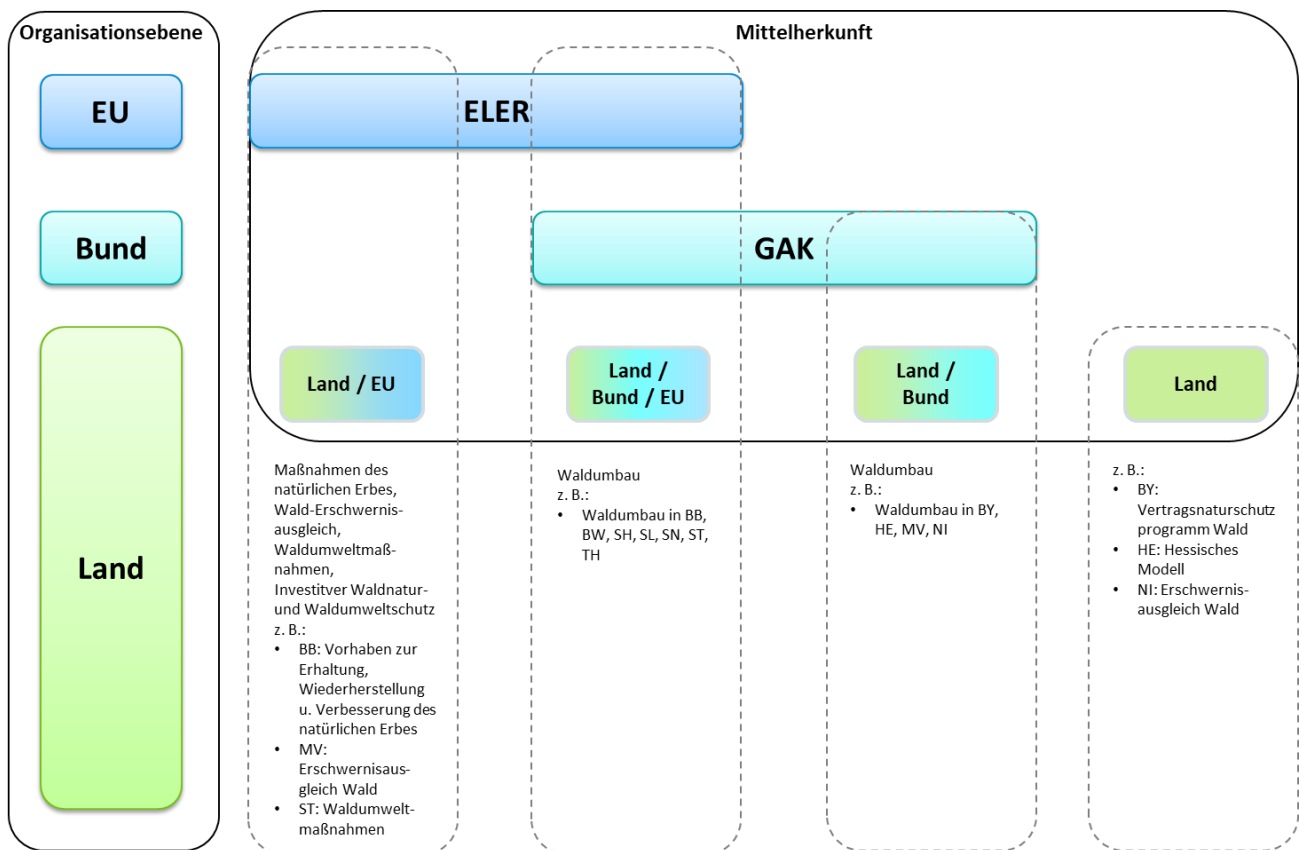 Organisationsebene
EU
Bund
Land
Mittelherkunft
ELER
GAK
Land / EU
Land /
Bund / EU
Land /
Bund
Land
Maßnahmen des
natürlichen Erbes,
Wald-Erschwernis-
ausgleich,
Waldumweltmaß-
nahmen,
Investitver Waldnatur-
und Waldumweltschutz
z. B.:
• BB: Vorhaben zur
Erhaltung,
Wiederherstellung
u. Verbesserung des
natürlichen Erbes
• MV:
Erschwernisaus-
gleich Wald
• ST: Waldumwelt-
maßnahmen
Waldumbau
z. B.:
• Waldumbau in BB,
BW, SH, SL, SN, ST,
TH
Waldumbau
z. B.:
• Waldumbau in BY,
HE, MV, NI
z. B.:
• BY:
Vertragsnaturschutz
programm Wald
• HE: Hessisches
Modell
• NI: Erschwernis-
ausgleich Wald